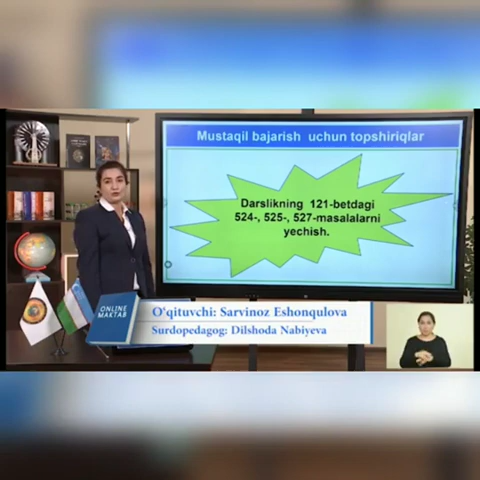 Mustaqil bajarish uchun topshiriqlar
Darslikning 121-betdagi
524-, 525-, 527-masalalarni
yechish.
ONLINE
MAKTAB
O'qituvchi: Sarvinoz Eshonqulova
Surdopedagog: Dilshoda Nabiyeva